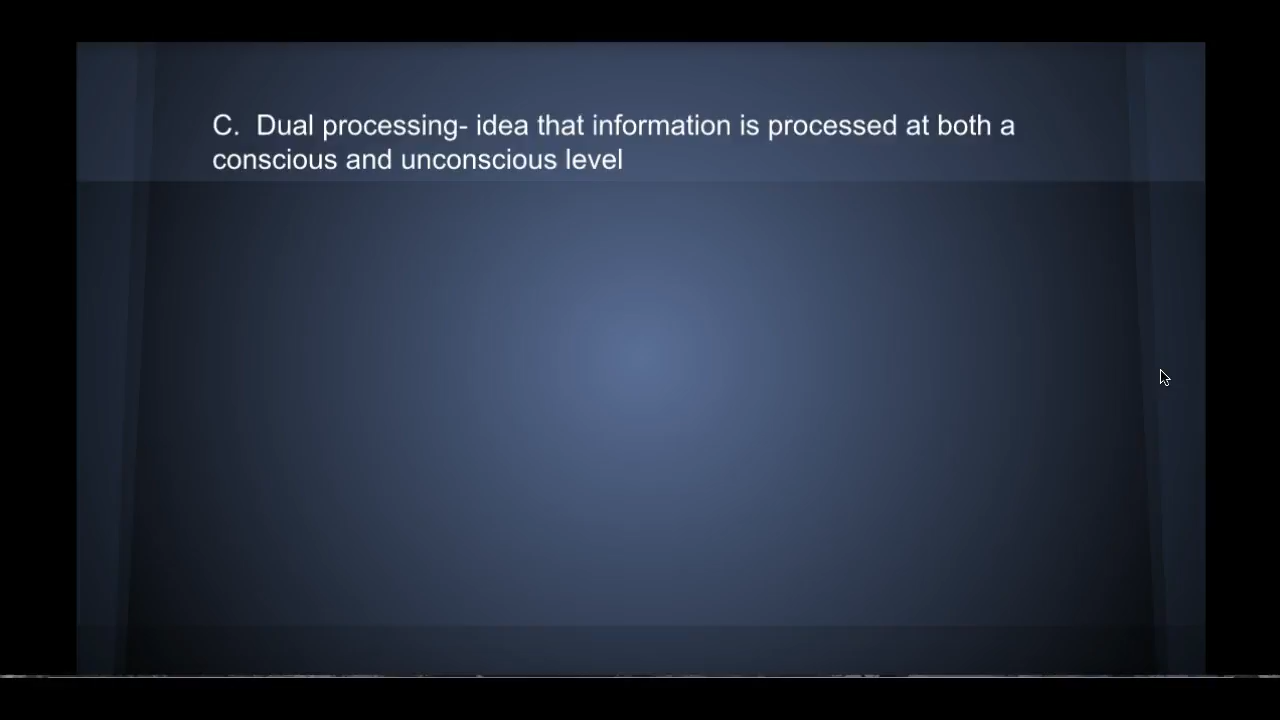 C.  Dual processing- idea that information is processed at both a
conscious and unconscious level